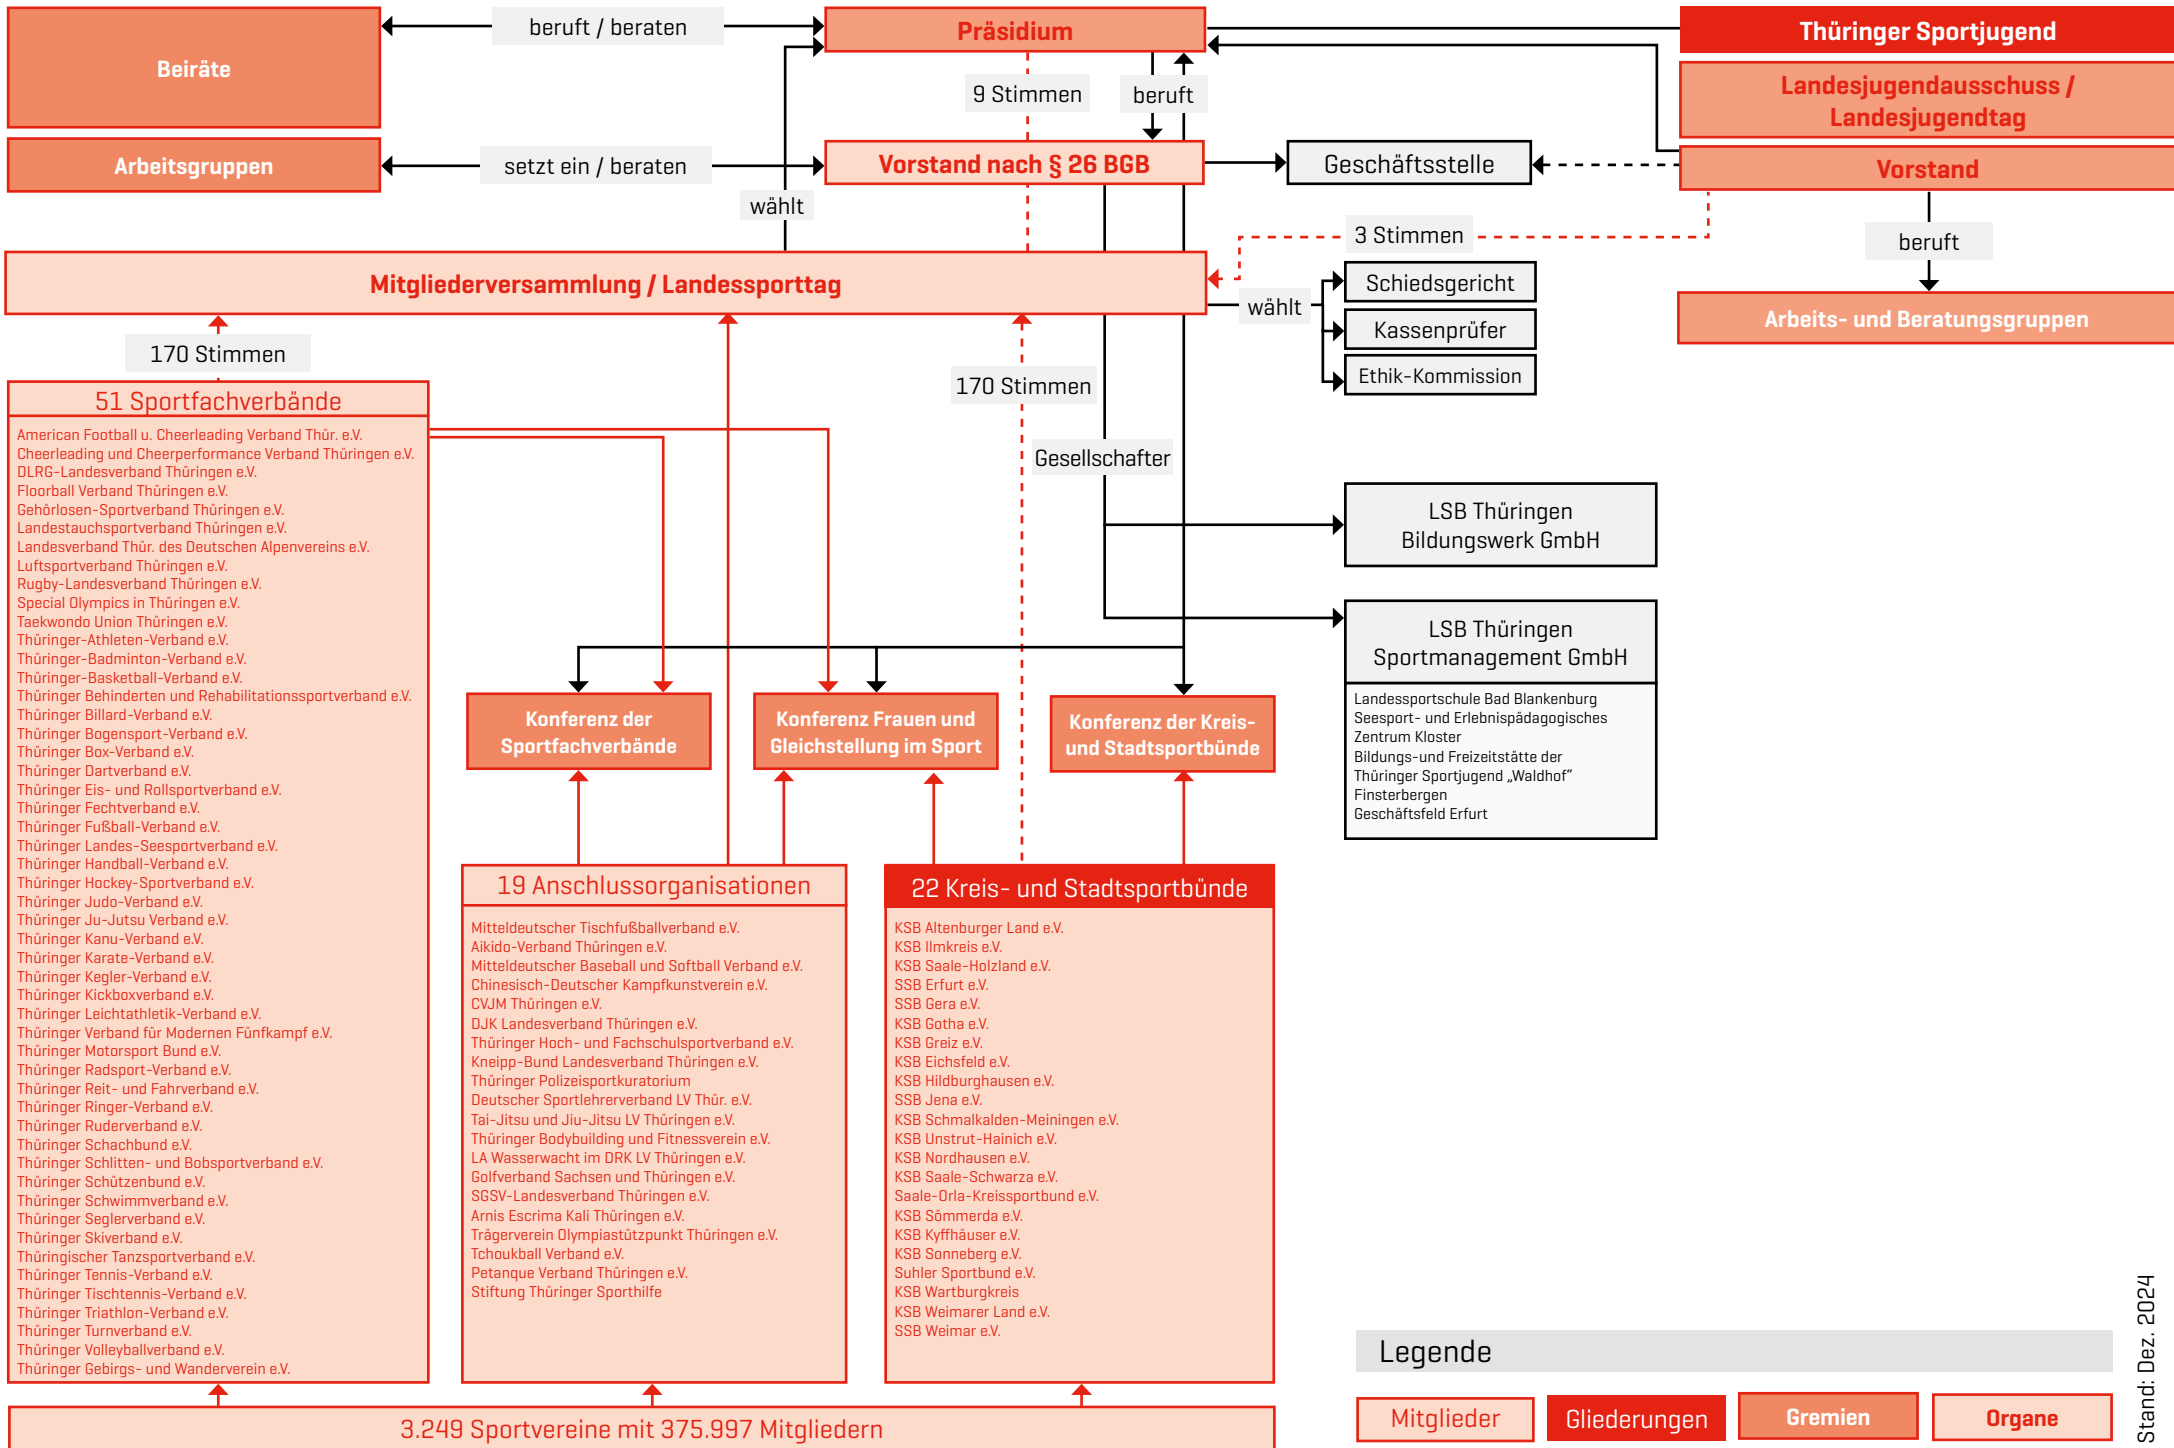 Beiräte
beruft / beraten
Präsidium
Thüringer Sportjugend
Landesjugendausschuss /
Landesjugendtag
9 Stimmen
beruft
Arbeitsgruppen
setzt ein / beraten
Vorstand nach § 26 BGB
Geschäftsstelle
Vorstand
wählt
3 Stimmen
beruft
Mitgliederversammlung / Landessporttag
wählt
Schiedsgericht
Kassenprüfer
Ethik-Kommission
Arbeits- und Beratungsgruppen
170 Stimmen
170 Stimmen
Gesellschafter
51 Sportfachverbände
American Football u. Cheerleading Verband Thür. e.V.
Cheerleading und Cheerperformance Verband Thüringen e.V.
DLRG-Landesverband Thüringen e.V.
Floorball Verband Thüringen e.V.
Gehörlosen-Sportverband Thüringen e.V.
Landestauchsportverband Thüringen e.V.
Landesverband Thür. des Deutschen Alpenvereins e.V.
Luftsportverband Thüringen e.V.
Rugby-Landesverband Thüringen e.V.
Special Olympics in Thüringen e.V.
Taekwondo Union Thüringen e.V.
Thüringer-Athleten-Verband e.V.
Thüringer-Badminton-Verband e.V.
Thüringer-Basketball-Verband e.V.
Thüringer Behinderten und Rehabilitationssportverband e.V.
Thüringer Billard-Verband e.V.
Thüringer Bogensport-Verband e.V.
Thüringer Box-Verband e.V.
Thüringer Dartverband e.V.
Thüringer Eis- und Rollsportverband e.V.
Thüringer Fechtverband e.V.
Thüringer Fußball-Verband e.V.
Thüringer Landes-Seesportverband e.V.
Thüringer Handball-Verband e.V.
Thüringer Hockey-Sportverband e.V.
Thüringer Judo-Verband e.V.
Thüringer Ju-Jutsu Verband e.V.
Thüringer Kanu-Verband e.V.
Thüringer Karate-Verband e.V.
Thüringer Kegler-Verband e.V.
Thüringer Kickboxverband e.V.
Thüringer Leichtathletik-Verband e.V.
Thüringer Verband für Modernen Fünfkampf e.V.
Thüringer Motorsport Bund e.V.
Thüringer Radsport-Verband e.V.
Thüringer Reit- und Fahrverband e.V.
Thüringer Ringer-Verband e.V.
Thüringer Ruderverband e.V.
Thüringer Schachbund e.V.
Thüringer Schlitten- und Bobsportverband e.V.
Thüringer Schützenbund e.V.
Thüringer Schwimmverband e.V.
Thüringer Seglerverband e.V.
Thüringer Skiverband e.V.
Thüringischer Tanzsportverband e.V.
Thüringer Tennis-Verband e.V.
Thüringer Tischtennis-Verband e.V.
Thüringer Triathlon-Verband e.V.
Thüringer Turnverband e.V.
Thüringer Volleyballverband e.V.
Thüringer Gebirgs- und Wanderverein e.V.
LSB Thüringen
Bildungswerk GmbH
LSB Thüringen
Sportmanagement GmbH
Landessportschule Bad Blankenburg
Seesport- und Erlebnispädagogisches
Zentrum Kloster
Bildungs-und Freizeitstätte der
Thüringer Sportjugend „Waldhof“
Finsterbergen
Geschäftsfeld Erfurt
Konferenz der
Sportfachverbände
Konferenz Frauen und
Gleichstellung im Sport
Konferenz der Kreis-
und Stadtsportbünde
19 Anschlussorganisationen
Mitteldeutscher Tischfußballverband e.V.
Aikido-Verband Thüringen e.V.
Mitteldeutscher Baseball und Softball Verband e.V.
Chinesisch-Deutscher Kampfkunstverein e.V.
CVJM Thüringen e.V.
DJK Landesverband Thüringen e.V.
Thüringer Hoch- und Fachschulsportverband e.V.
Kneipp-Bund Landesverband Thüringen e.V.
Thüringer Polizeisportkuratorium
Deutscher Sportlehrerverband LV Thür. e.V.
Tai-Jitsu und Jiu-Jitsu LV Thüringen e.V.
Thüringer Bodybuilding und Fitnessverein e.V.
LA Wasserwacht im DRK LV Thüringen e.V.
Golfverband Sachsen und Thüringen e.V.
SGSV-Landesverband Thüringen e.V.
Arnis Escrima Kali Thüringen e.V.
Trägerverein Olympiastützpunkt Thüringen e.V.
Tchoukball Verband e.V.
Petanque Verband Thüringen e.V.
Stiftung Thüringer Sporthilfe
22 Kreis- und Stadtsportbünde
KSB Altenburger Land e.V.
KSB Ilmkreis e.V.
KSB Saale-Holzland e.V.
SSB Erfurt e.V.
SSB Gera e.V.
KSB Gotha e.V.
KSB Greiz e.V.
KSB Eichsfeld e.V.
KSB Hildburghausen e.V.
SSB Jena e.V.
KSB Schmalkalden-Meiningen e.V.
KSB Unstrut-Hainich e.V.
KSB Nordhausen e.V.
KSB Saale-Schwarza e.V.
Saale-Orla-Kreissportbund e.V.
KSB Sömmerda e.V.
KSB Kyffhäuser e.V.
KSB Sonneberg e.V.
Suhler Sportbund e.V.
KSB Wartburgkreis
KSB Weimarer Land e.V.
SSB Weimar e.V.
3.249 Sportvereine mit 375.997 Mitgliedern
Legende
Mitglieder
Gliederungen
Gremien
Organe
Stand: Dez. 2024